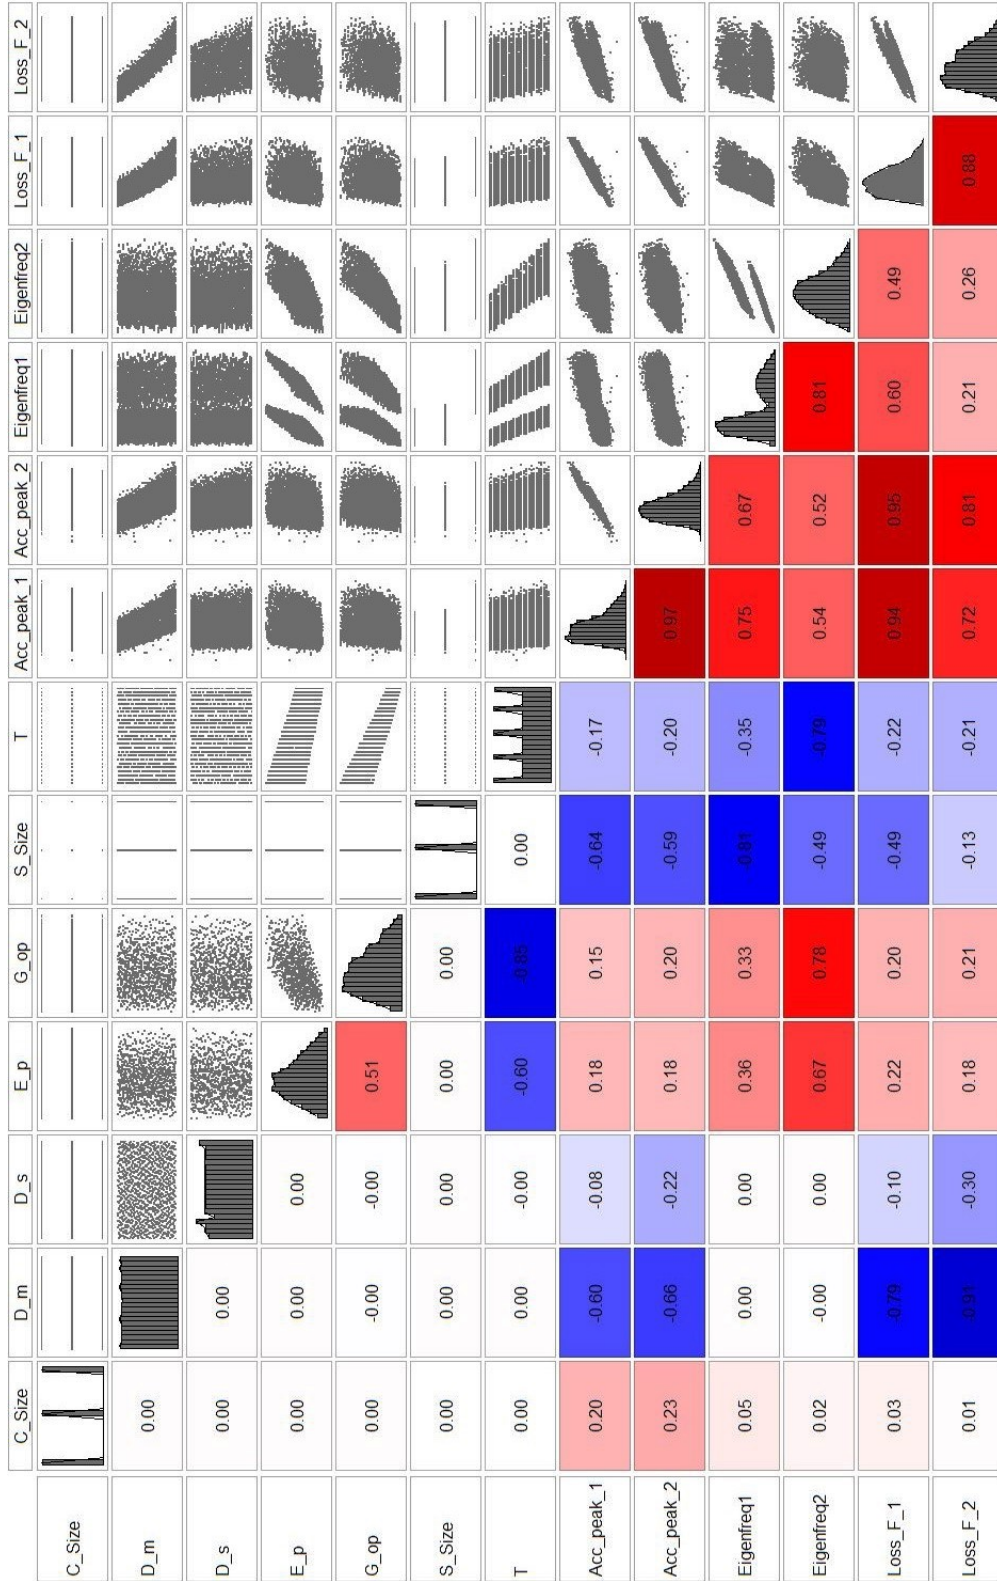 C_Size D_m D_s E_p G_op S_Size T Acc_peak_1 Acc_peak_2 Eigenfreq1 Eigenfreq2 Loss_F_1 Loss_F_2
C_Size
D_m 0.00
D_s 0.00 0.00
E_p 0.00 0.00 0.00
G_op 0.00 -0.00 -0.00 0.51
S_Size 0.00 0.00 0.00 0.00 0.00
T 0.00 0.00 -0.00 -0.60 -0.85 0.00
Acc_peak_1 0.20 -0.60 -0.08 0.18 0.15 -0.64 -0.17
Acc_peak_2 0.23 -0.66 -0.22 0.18 0.20 -0.59 -0.20 0.97
Eigenfreq1 0.05 0.00 0.00 0.36 0.33 -0.81 -0.35 0.75 0.67
Eigenfreq2 0.02 -0.00 0.00 0.67 0.78 -0.49 -0.79 0.54 0.52 0.81
Loss_F_1 0.03 -0.79 -0.10 0.22 0.20 -0.49 -0.22 0.94 0.95 0.60 0.49
Loss_F_2 0.01 -0.91 -0.30 0.18 0.21 -0.13 -0.21 0.72 0.81 0.21 0.26 0.88